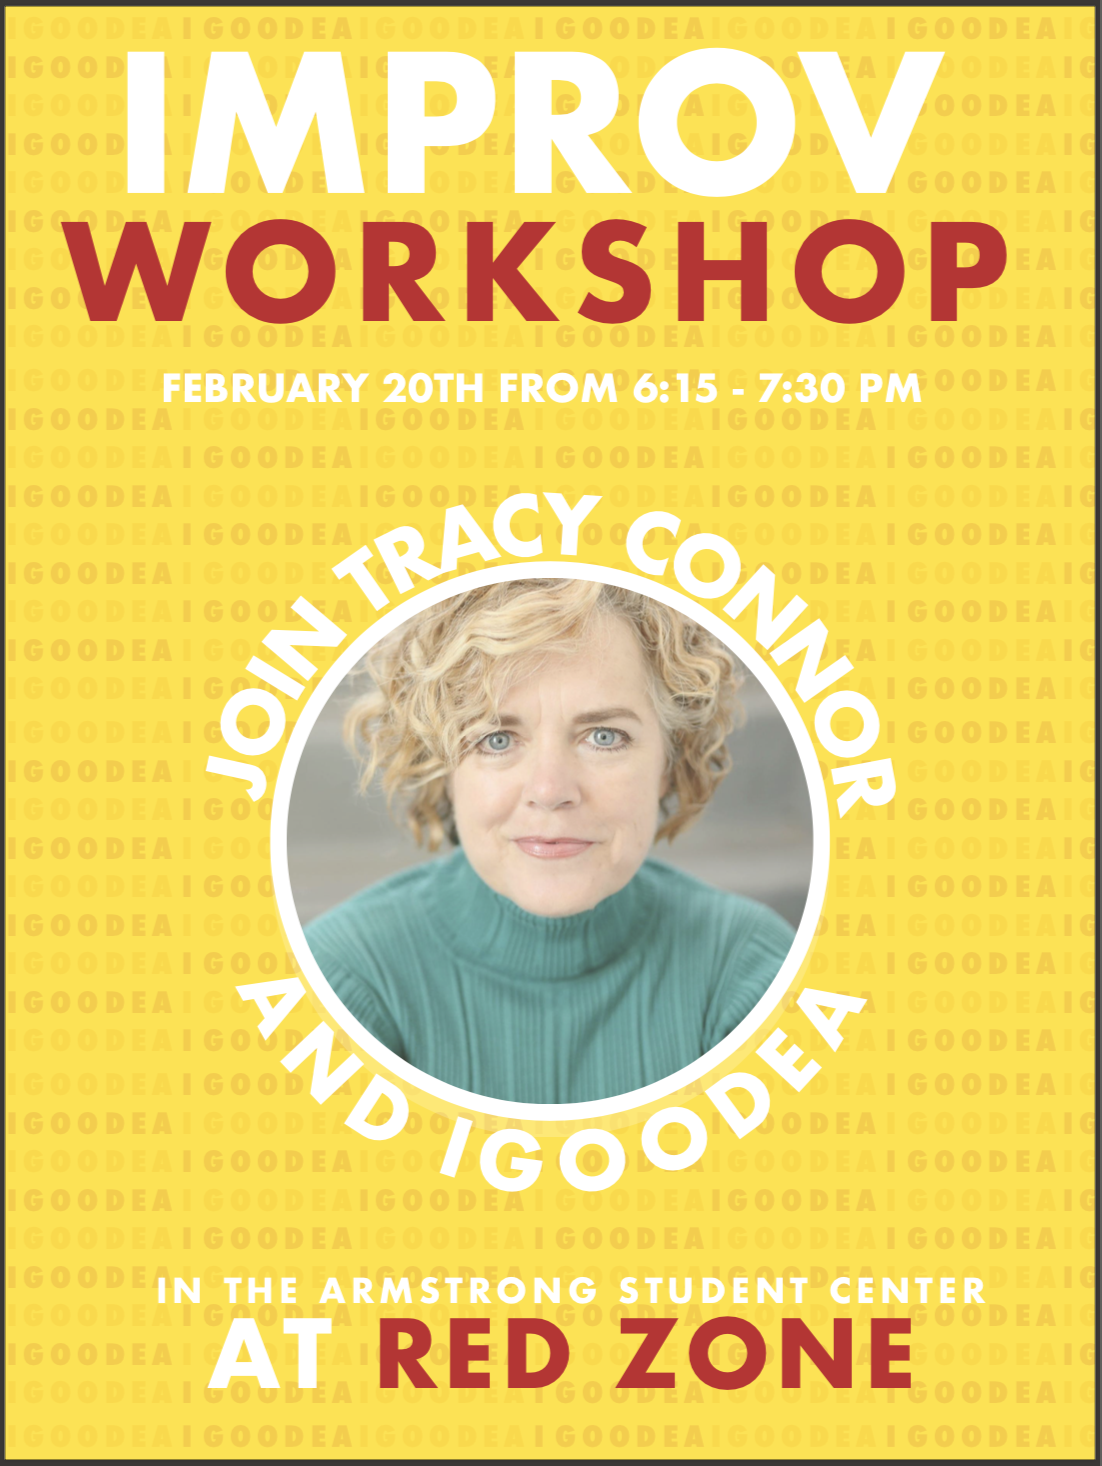 IMPROV
WORKSHOP
FEBRUARY 20TH FROM 6:15 - 7:30 PM
JOIN TRACY CONNOR
AND IGOODEA
IN THE ARMSTRONG STUDENT CENTER
AT RED ZONE